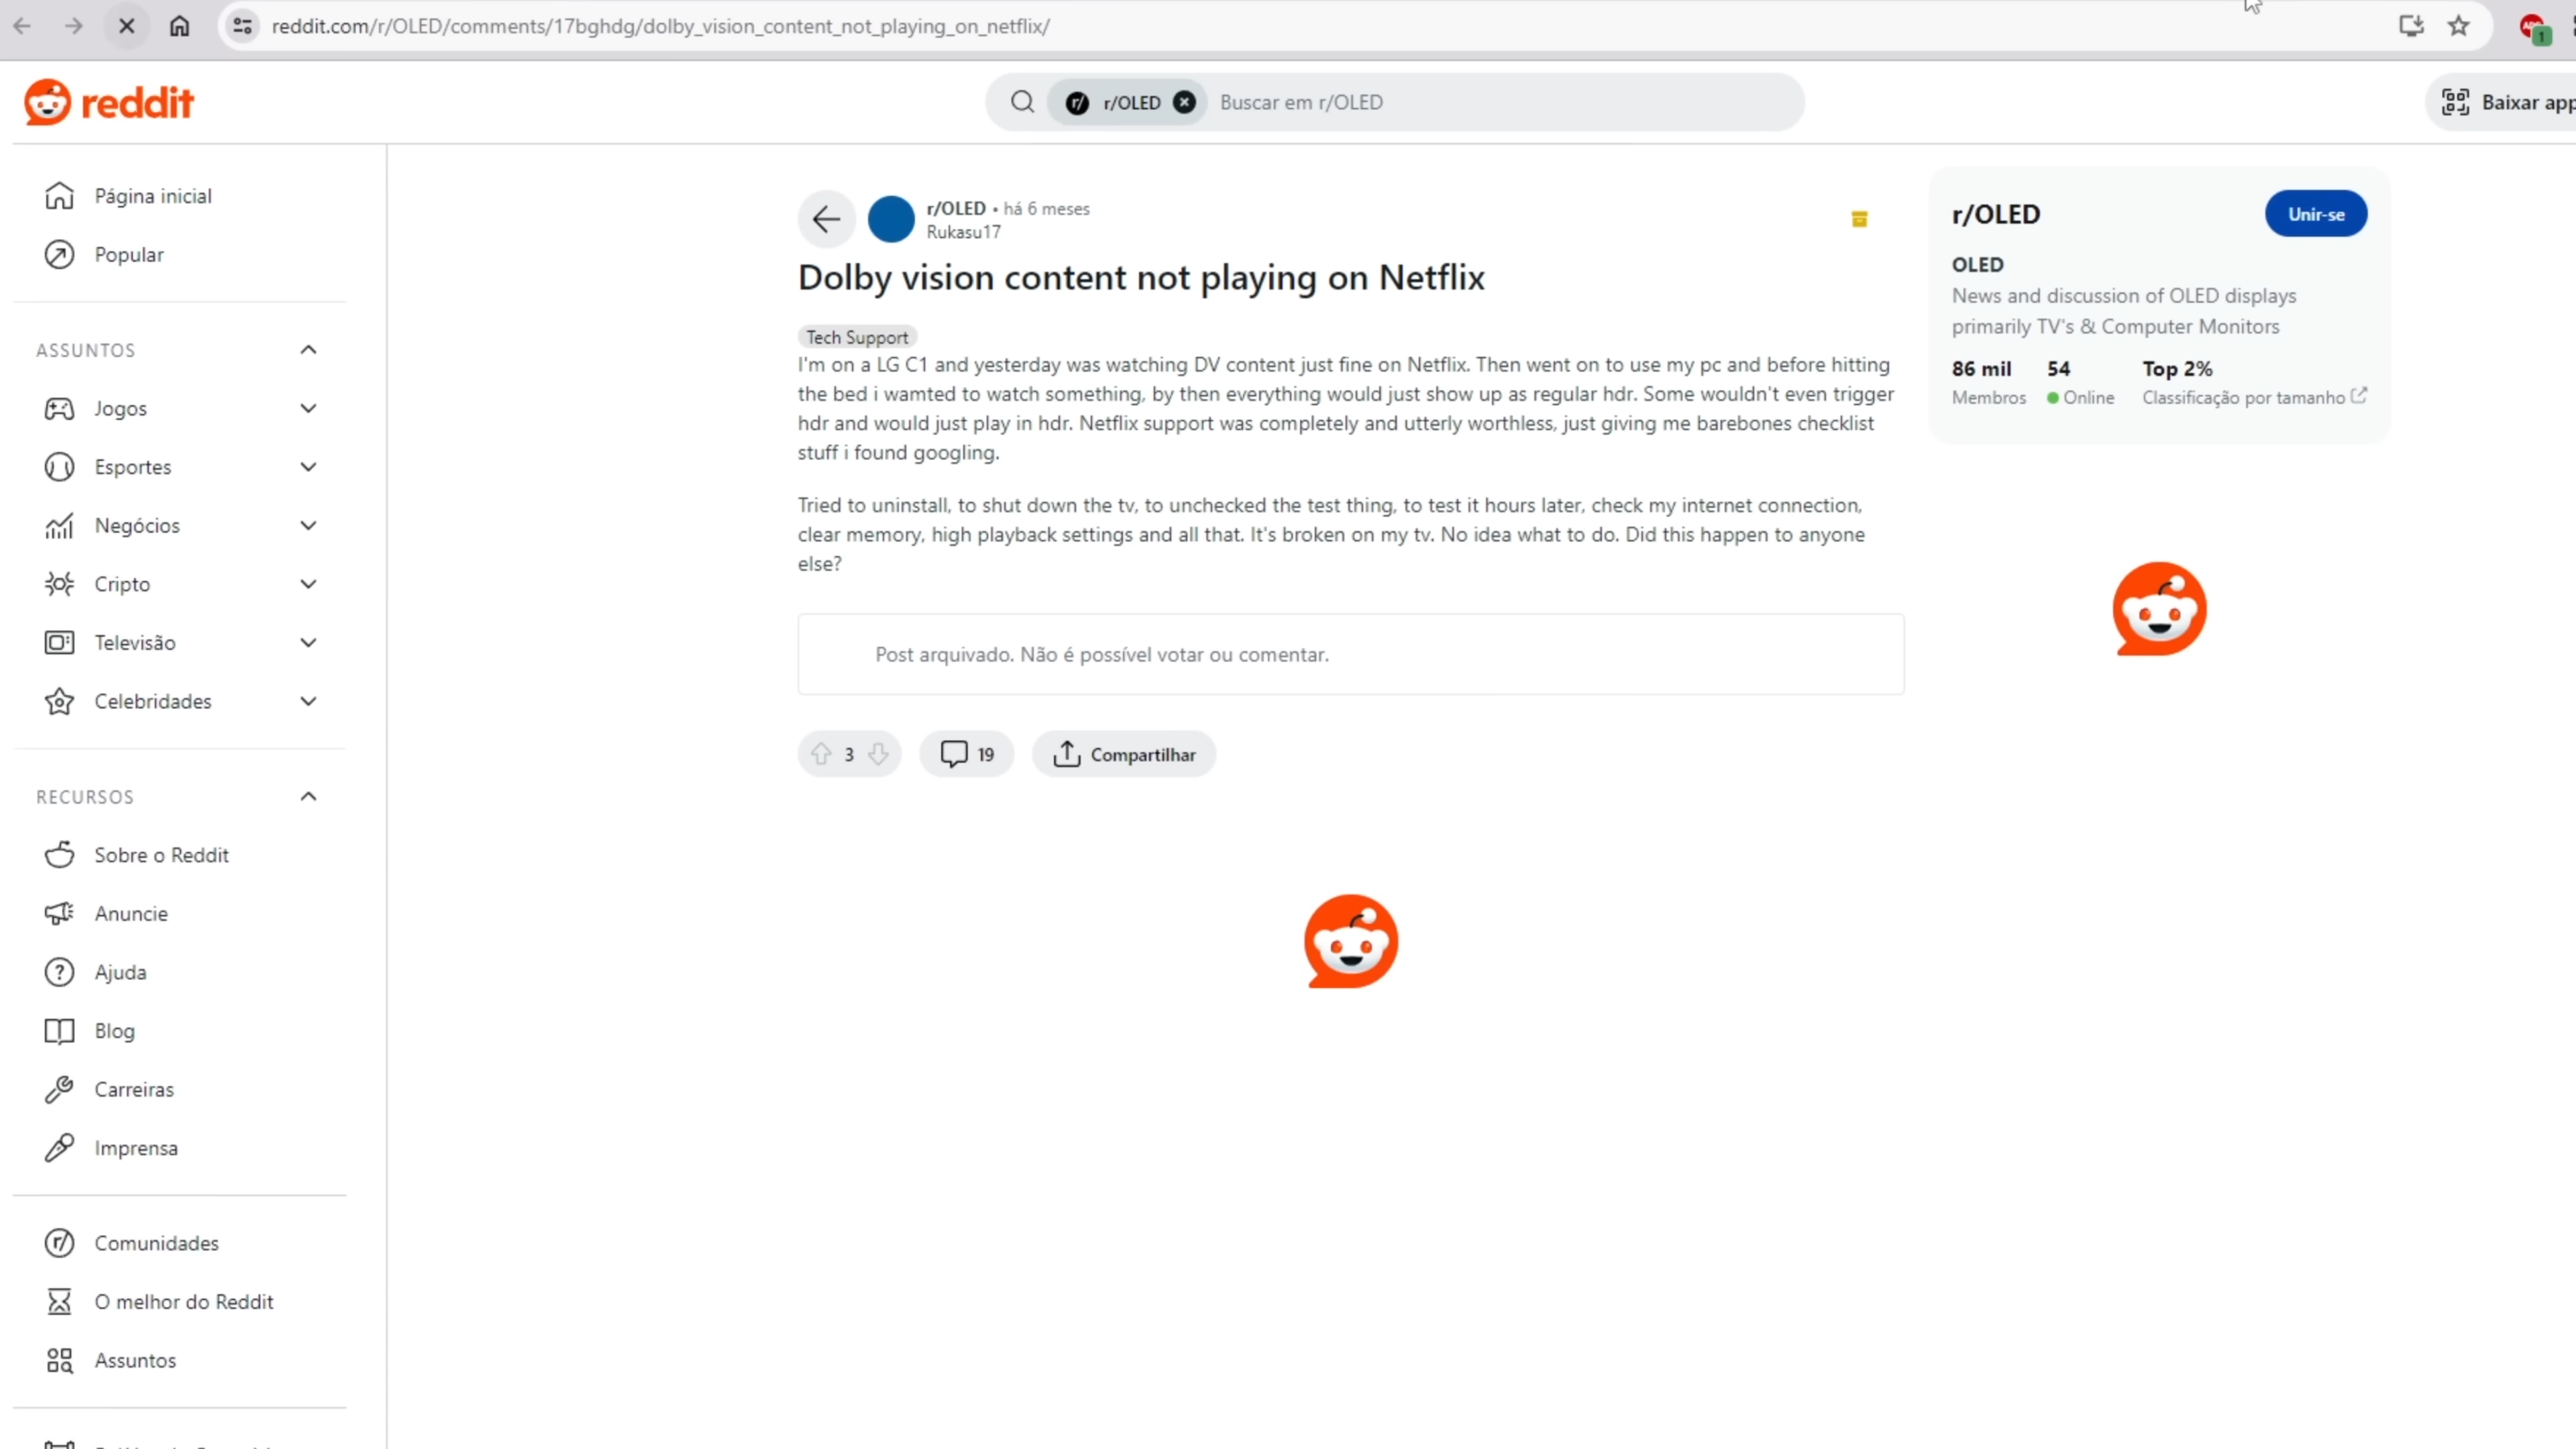 reddit.com/r/OLED/comments/17bghdg/dolby_vision_content_not_playing_on_netflix/
1
reddit
r/ r/OLED Buscar em r/OLED
Baixar app
Página inicial
Popular
ASSUNTOS
Jogos
Esportes
Negócios
Cripto
Televisão
Celebridades
RECURSOS
Sobre o Reddit
Anuncie
Ajuda
Blog
Carreiras
Imprensa
Comunidades
O melhor do Reddit
Assuntos
r/OLED • há 6 meses
Rukasu17
Dolby vision content not playing on Netflix
Tech Support
I'm on a LG C1 and yesterday was watching DV content just fine on Netflix. Then went on to use my pc and before hitting
the bed i wamted to watch something, by then everything would just show up as regular hdr. Some wouldn't even trigger
hdr and would just play in hdr. Netflix support was completely and utterly worthless, just giving me barebones checklist
stuff i found googling.
Tried to uninstall, to shut down the tv, to unchecked the test thing, to test it hours later, check my internet connection,
clear memory, high playback settings and all that. It's broken on my tv. No idea what to do. Did this happen to anyone
else?
Post arquivado. Não é possível votar ou comentar.
3 19 Compartilhar
r/OLED Unir-se
OLED
News and discussion of OLED displays
primarily TV's & Computer Monitors
86 mil 54 Top 2%
Membros Online Classificação por tamanho